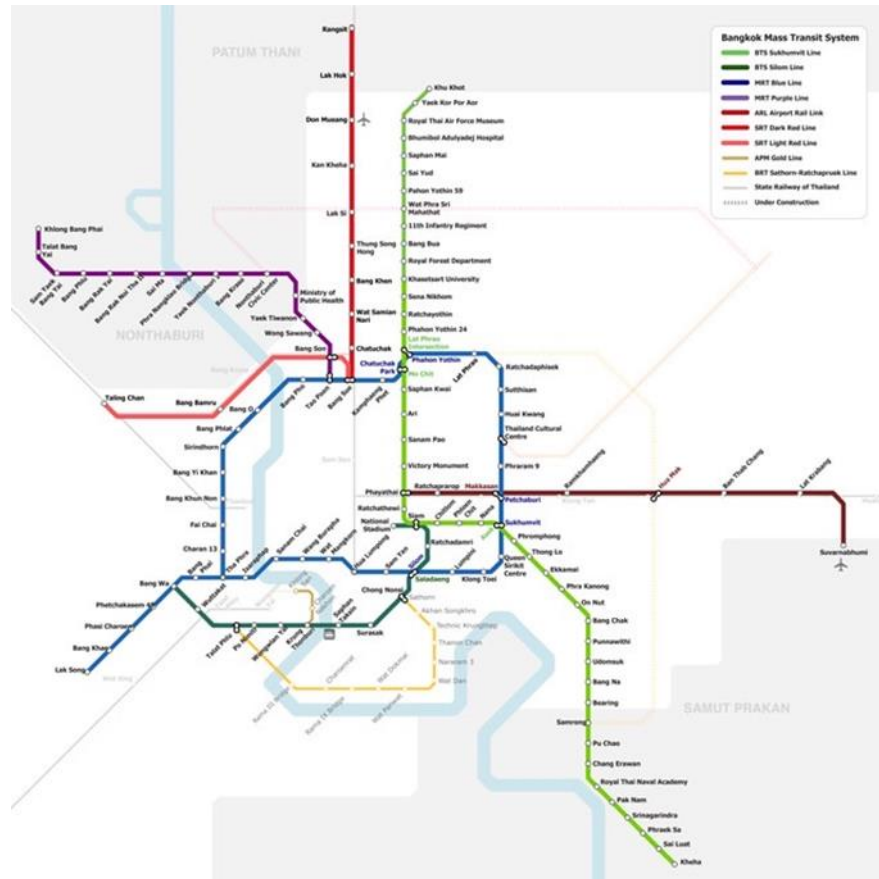 PATUM THANI
Bangkok Mass Transit System
BTS Sukhumvit Line
BTS Silom Line
MRT Blue Line
MRT Purple Line
ARL Airport Rail Link
SRT Dark Red Line
SRT Light Red Line
APM Gold Line
BRT Sathorn-Ratchapruek Line
State Railway of Thailand
Under Construction
Rangsit
Lak Hok
Don Mueang
Kan Kheha
Lak Si
Thung Song
Hong
Bang Khen
Wat Samian
Nari
Chatuchak
Khu Khot
Yaek Kor Por Aor
Royal Thai Air Force Museum
Bhumibol Adulyadej Hospital
Saphan Mai
Sai Yud
Pahon Yothin 59
Wat Phra Sri
Mahathat
11th Infantry Regiment
Bang Bua
Royal Forest Department
Khasetsart University
Sena Nikhom
Ratchayothin
Phahon Yothin 24
Lat Phrao
Intersection
Phahon Yothin
Chatuchak
Park
Mo Chit
Saphan Kwai
Ari
Sanam Pao
Victory Monument
Phayathai
Ratchathewi
Siam
National
Stadium
Khlong Bang Phai
Talat Bang
Yai
Sam Yaek
Bang Yai
Bang Phlu
Bang Rak Yai
Bang Rak Noi Tha It
Sai Ma
Phra Nangklao Bridge
Yaek Nonthaburi 1
Bang Kraso
Nonthaburi
Civic Center
Ministry of
Public Health
Yaek Tiwanon
Wong Sawang
Bang Son
NONTHABURI
Taling Chan
Bang Bamru
Tao Poon
Bang Sue
Kamphaeng
Phet
Bang Pho
Bang O
Bang Phlat
Sirindhorn
Bang Yi Khan
Bang Khun Non
Fai Chai
Charan 13
Lat Phrao
Ratchadaphisek
Sutthisan
Huai Kwang
Thailand Cultural
Centre
Phraram 9
Petchaburi
Sukhumvit
Queen
Sirikit
Centre
Klong Toei
Lumpini
Silom
Sam Yan
Hua Lumpong
Wat
Mangkorn
Wang Burapha
Sanam Chai
Isaraphap
Tha Phra
Bang
Phai
Bang Wa
Phetchakasem 48
Phasi Charoen
Bang Khae
Lak Song
Ratchaprarop
Makkasan
Ramkhamhaeng
Hua Mak
Ban Thab Chang
Lat Krabang
Suvarnabhumi
Chitlom
Phloen
Chit
Nana
Phromphong
Thong Lo
Ekkamai
Phra Kanong
On Nut
Bang Chak
Punnawithi
Udomsuk
Bang Na
Bearing
Samrong
Pu Chao
Chang Erawan
Royal Thai Naval Academy
Pak Nam
Srinagarindra
Phraek Sa
Sai Luat
Kheha
SAMUT PRAKAN
Ratchadamri
Saladaeng
Chong Nonsi
Surasak
Saphan
Taksin
Krung
Thonburi
Wongwian Yai
Po Nimit
Talat Phlu
Wuttakat
Sathorn
Akhan Songkhro
Technic Krungthep
Thanon Chan
Nararam 3
Wat Dan
Wat Pariwat
Wat Dokmai
Rama IX Bridge
Charoenrat
Rama III Bridge